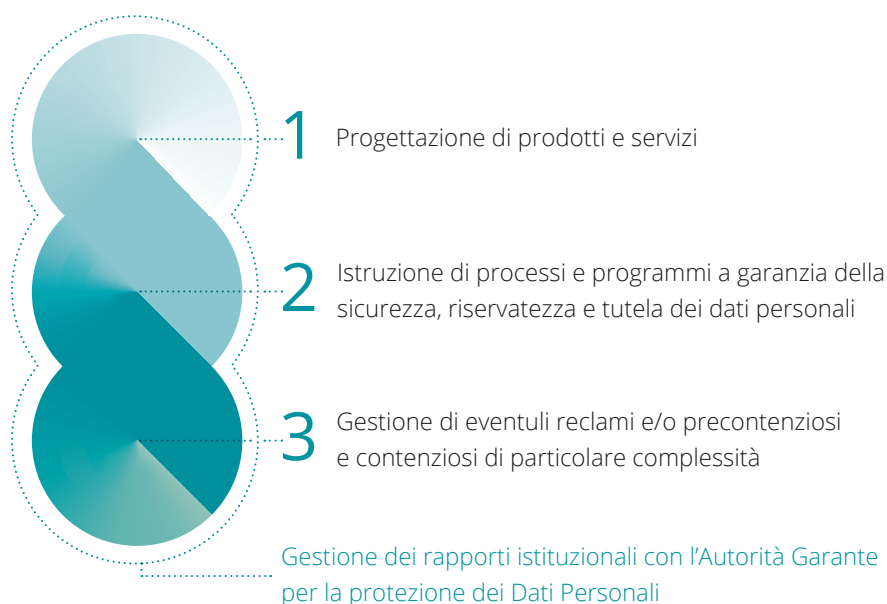 1 Progettazione di prodotti e servizi
2 Istruzione di processi e programmi a garanzia della
sicurezza, riservatezza e tutela dei dati personali
3 Gestione di eventuli reclami e/o precontenziosi
e contenziosi di particolare complessità
Gestione dei rapporti istituzionali con l'Autorità Garante
per la protezione dei Dati Personali